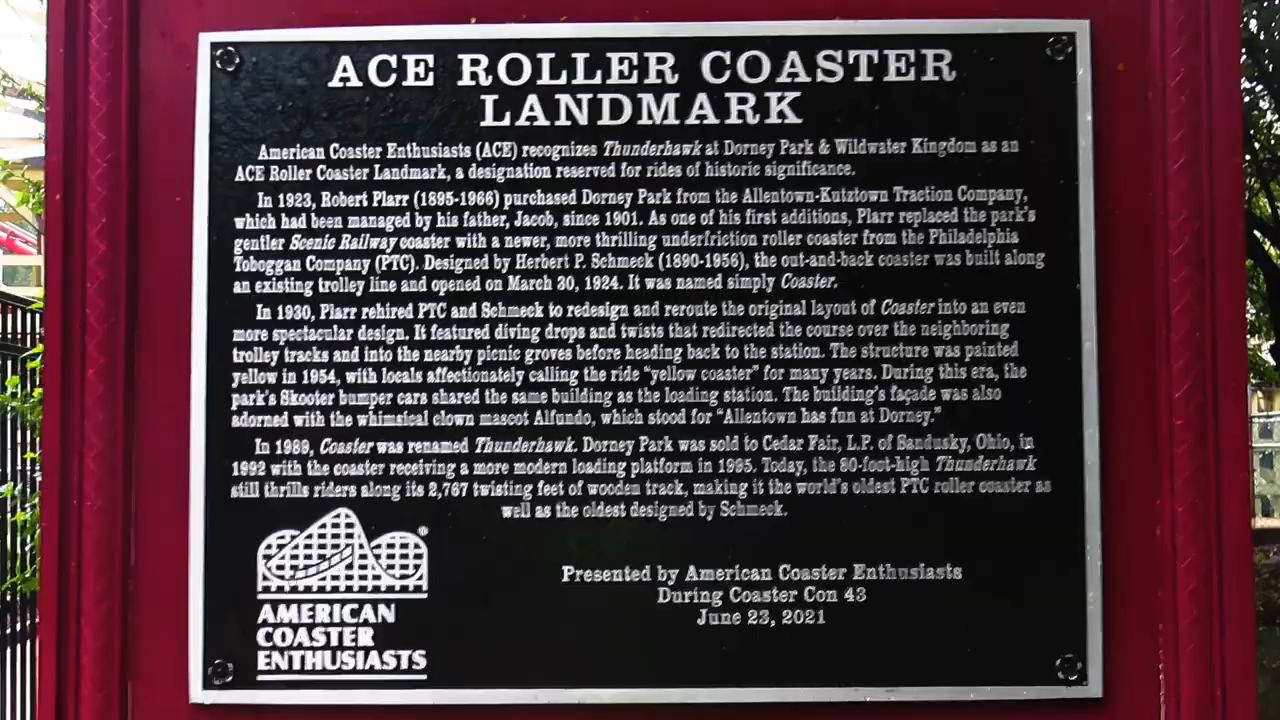 ACE ROLLER COASTER
LANDMARK
American Coaster Enthusiasts (ACE) recognizes Thunderhawk at Dorney Park & Wildwater Kingdom as an
ACE Roller Coaster Landmark, a designation reserved for rides of historic significance.
In 1923, Robert Plarr (1895-1966) purchased Dorney Park from the Allentown-Kutztown Traction Company,
which had been managed by his father, Jacob, since 1901. As one of his first additions, Plarr replaced the park's
gentler Scenic Railway coaster with a newer, more thrilling underfriction roller coaster from the Philadelphia
Toboggan Company (PTC). Designed by Herbert P. Schmeck (1890-1956), the out-and-back coaster was built along
an existing trolley line and opened on March 30, 1924. It was named simply Coaster.
In 1930, Plarr rehired PTC and Schmeck to redesign and reroute the original layout of Coaster into an even
more spectacular design. It featured diving drops and twists that redirected the course over the neighboring
trolley tracks and into the nearby picnic groves before heading back to the station. The structure was painted
yellow in 1954, with locals affectionately calling the ride "yellow coaster" for many years. During this era, the
park's Skooter bumper cars shared the same building as the loading station. The building's façade was also
adorned with the whimsical clown mascot Alfundo, which stood for "Allentown has fun at Dorney."
In 1989, Coaster was renamed Thunderhawk. Dorney Park was sold to Cedar Fair, L.P. of Sandusky, Ohio, in
1992 with the coaster receiving a more modern loading platform in 1995. Today, the 80-foot-high Thunderhawk
still thrills riders along its 2,767 twisting feet of wooden track, making it the world's oldest PTC roller coaster as
well as the oldest designed by Schmeck.
®
AMERICAN
COASTER
ENTHUSIASTS
Presented by American Coaster Enthusiasts
During Coaster Con 43
June 23, 2021